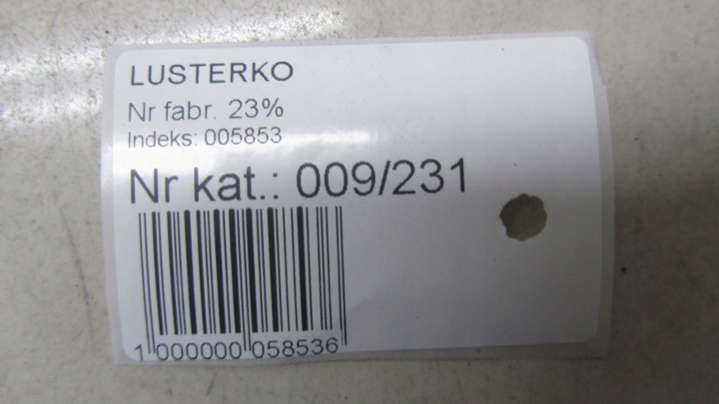 LUSTERKO
Nr fabr. 23%
Indeks: 005853
Nr kat.: 009/231
1 000000 058536